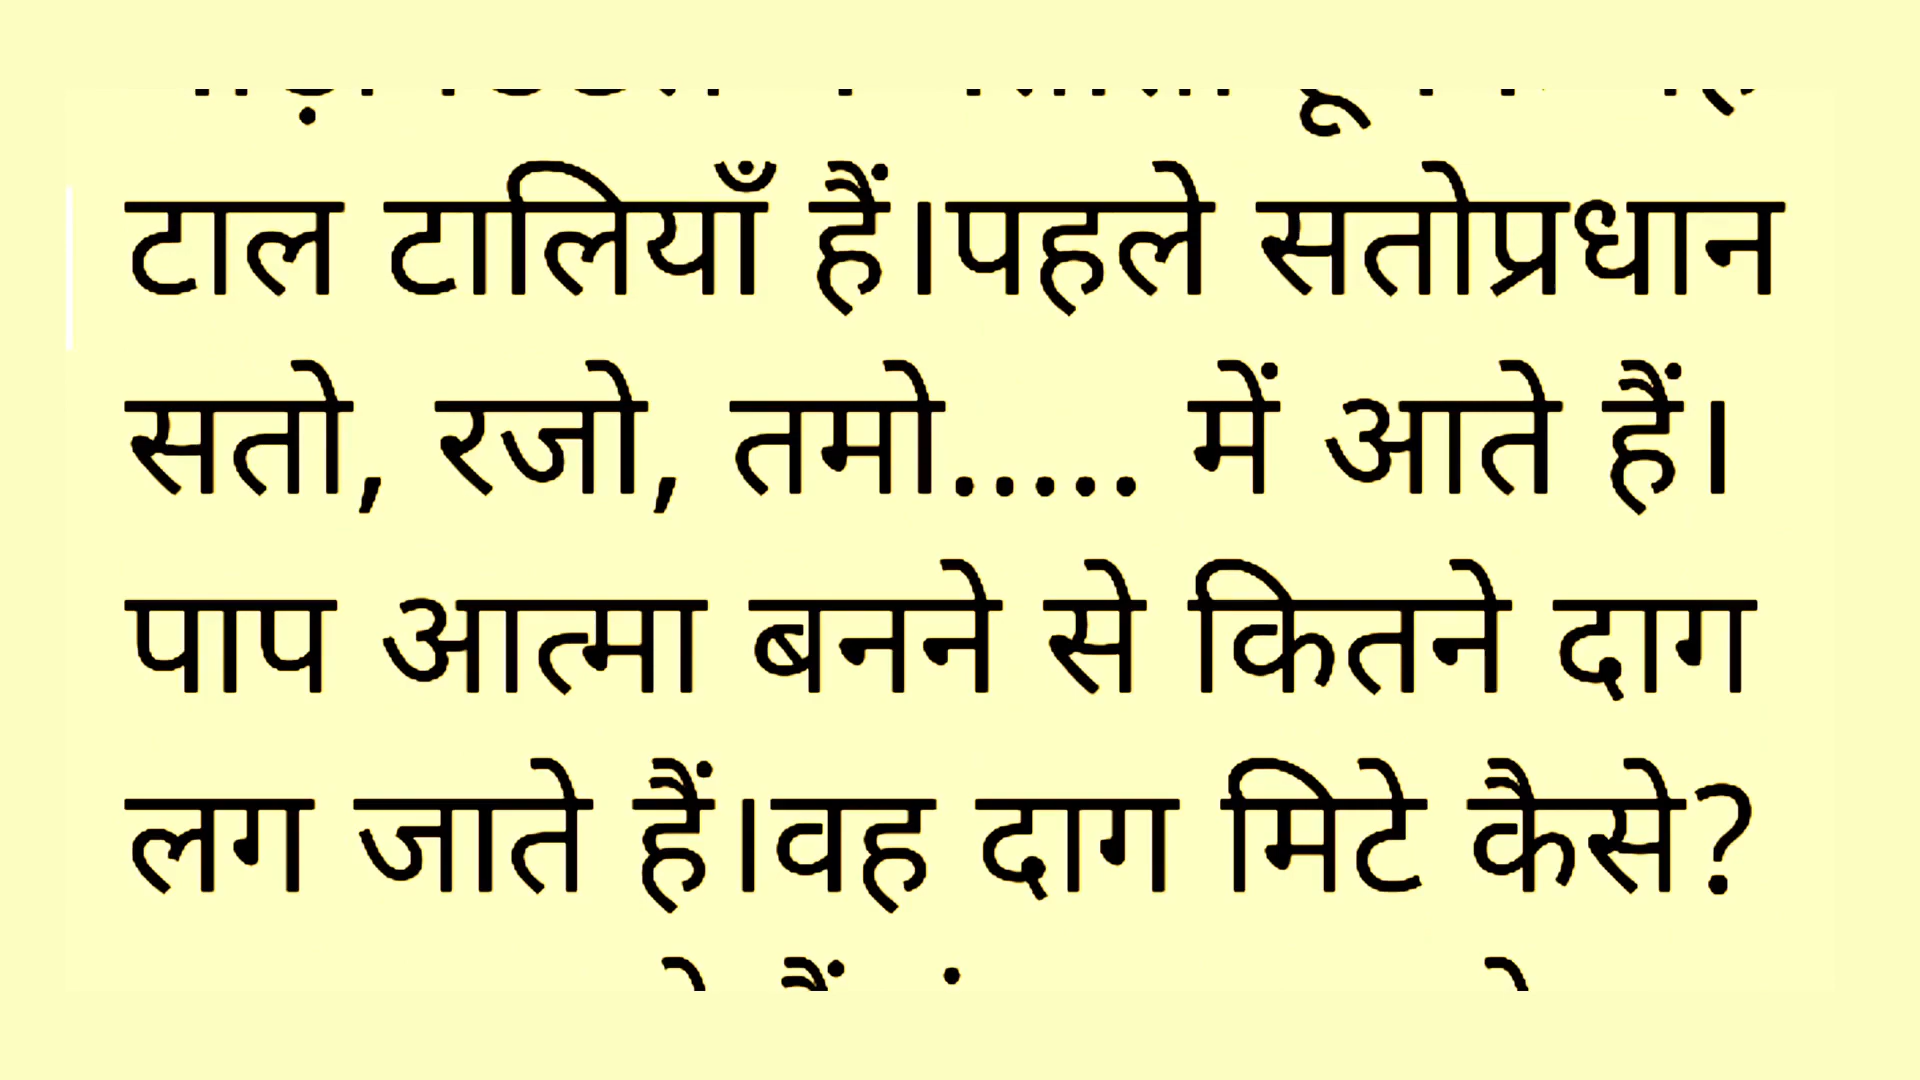 टाल टालियाँ हैं।पहले सतोप्रधान
सतो, रजो, तमो..... में आते हैं।
पाप आत्मा बनने से कितने दाग
लग जाते हैं।वह दाग मिटे कैसे?